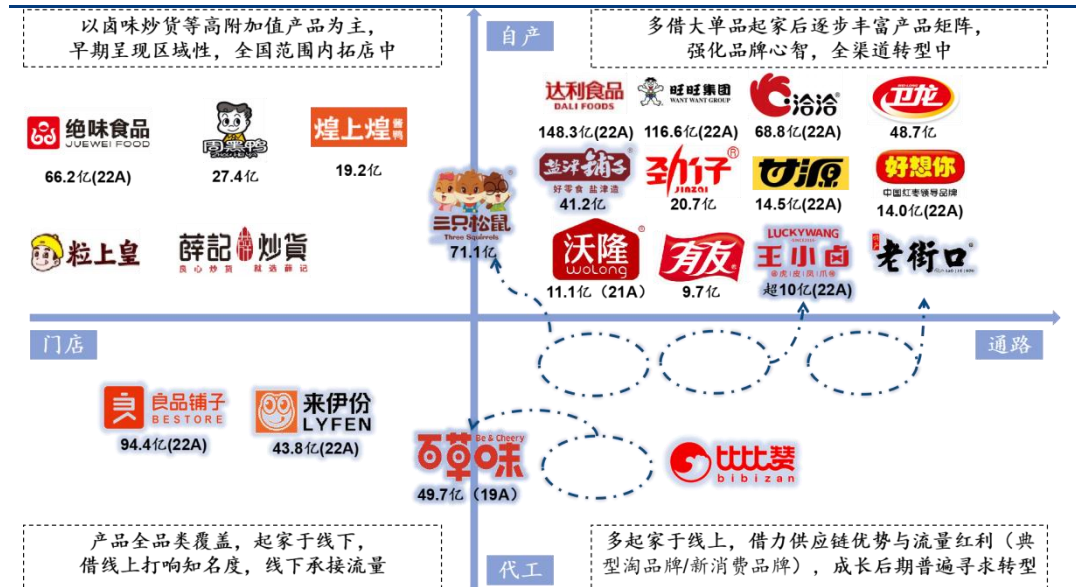 以卤味炒货等高附加值产品为主,
早期呈现区域性, 全国范围内拓店中
自产
多借大单品起家后逐步丰富产品矩阵,
强化品牌心智, 全渠道转型中
绝味食品
JUEWEI FOOD
66.2亿(22A)
周黑鸭
27.4亿
煌上煌 酱鸭
19.2亿
达利食品
DALI FOODS
148.3亿(22A)
旺旺集团
WANT WANT GROUP
116.6亿(22A)
洽洽
68.8亿(22A)
卫龙
48.7亿
三只松鼠
Three Squirrels
71.1亿
盐津铺子
好零食 盐津造
41.2亿
劲仔
JINZAI
20.7亿
甘源
14.5亿(22A)
好想你
中国红枣领导品牌
14.0亿(22A)
粒上皇
薛記炒貨
良心炒货 就选薛记
沃隆
wolong
11.1亿(21A)
有友
9.7亿
LUCKYWANG
王小卤
虎皮凤爪
超10亿(22A)
老街口
门店
通路
良品铺子
BESTORE
94.4亿(22A)
来伊份
LYFEN
43.8亿(22A)
百草味
Be & Cheery
49.7亿(19A)
比比赞
bibizan
产品全品类覆盖, 起家于线下,
借线上打响知名度, 线下承接流量
代工
多起家于线上, 借力供应链优势与流量红利(典
型淘品牌/新消费品牌), 成长后期普遍寻求转型